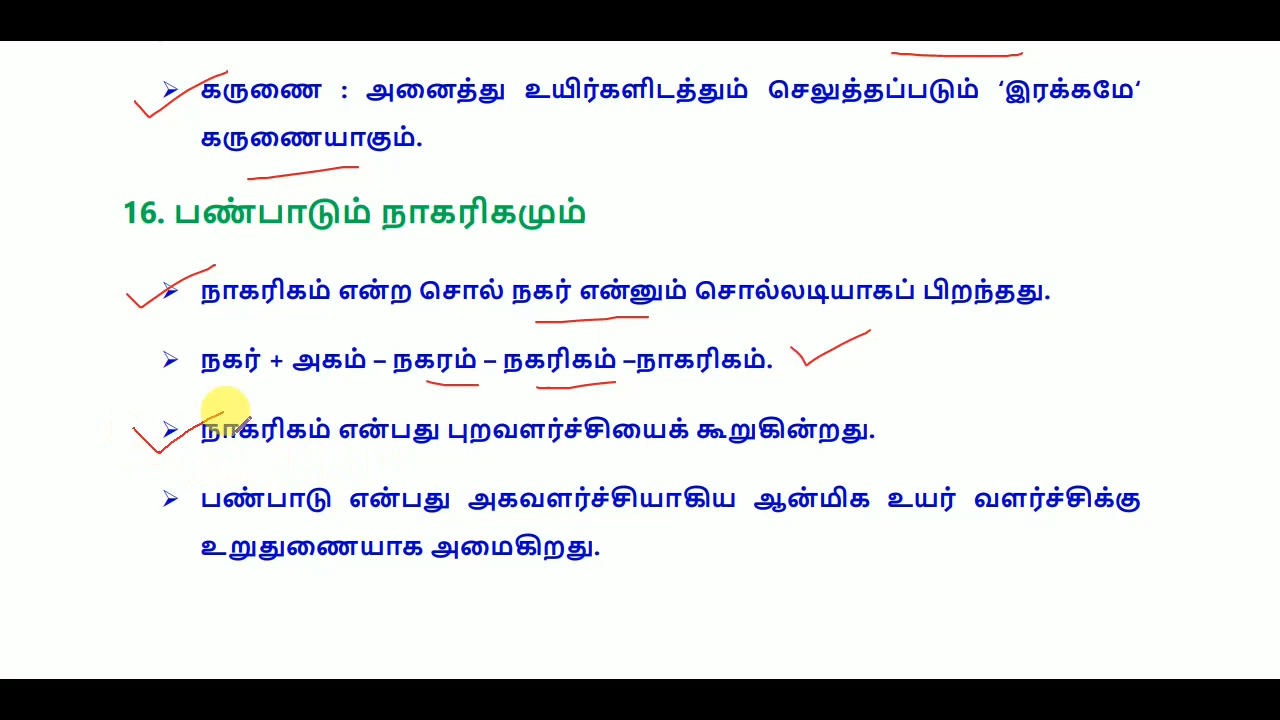 ➢ கருணை : அனைத்து உயிர்களிடத்தும் செலுத்தப்படும் ‘இரக்கமே‘
கருணையாகும்.
16. பண்பாடும் நாகரிகமும்
➢ நாகரிகம் என்ற சொல் நகர் என்னும் சொல்லடியாகப் பிறந்தது.
➢ நகர் + அகம் – நகரம் – நகரிகம் –நாகரிகம்.
➢ நாகரிகம் என்பது புறவளர்ச்சியைக் கூறுகின்றது.
➢ பண்பாடு என்பது அகவளர்ச்சியாகிய ஆன்மிக உயர் வளர்ச்சிக்கு
உறுதுணையாக அமைகிறது.